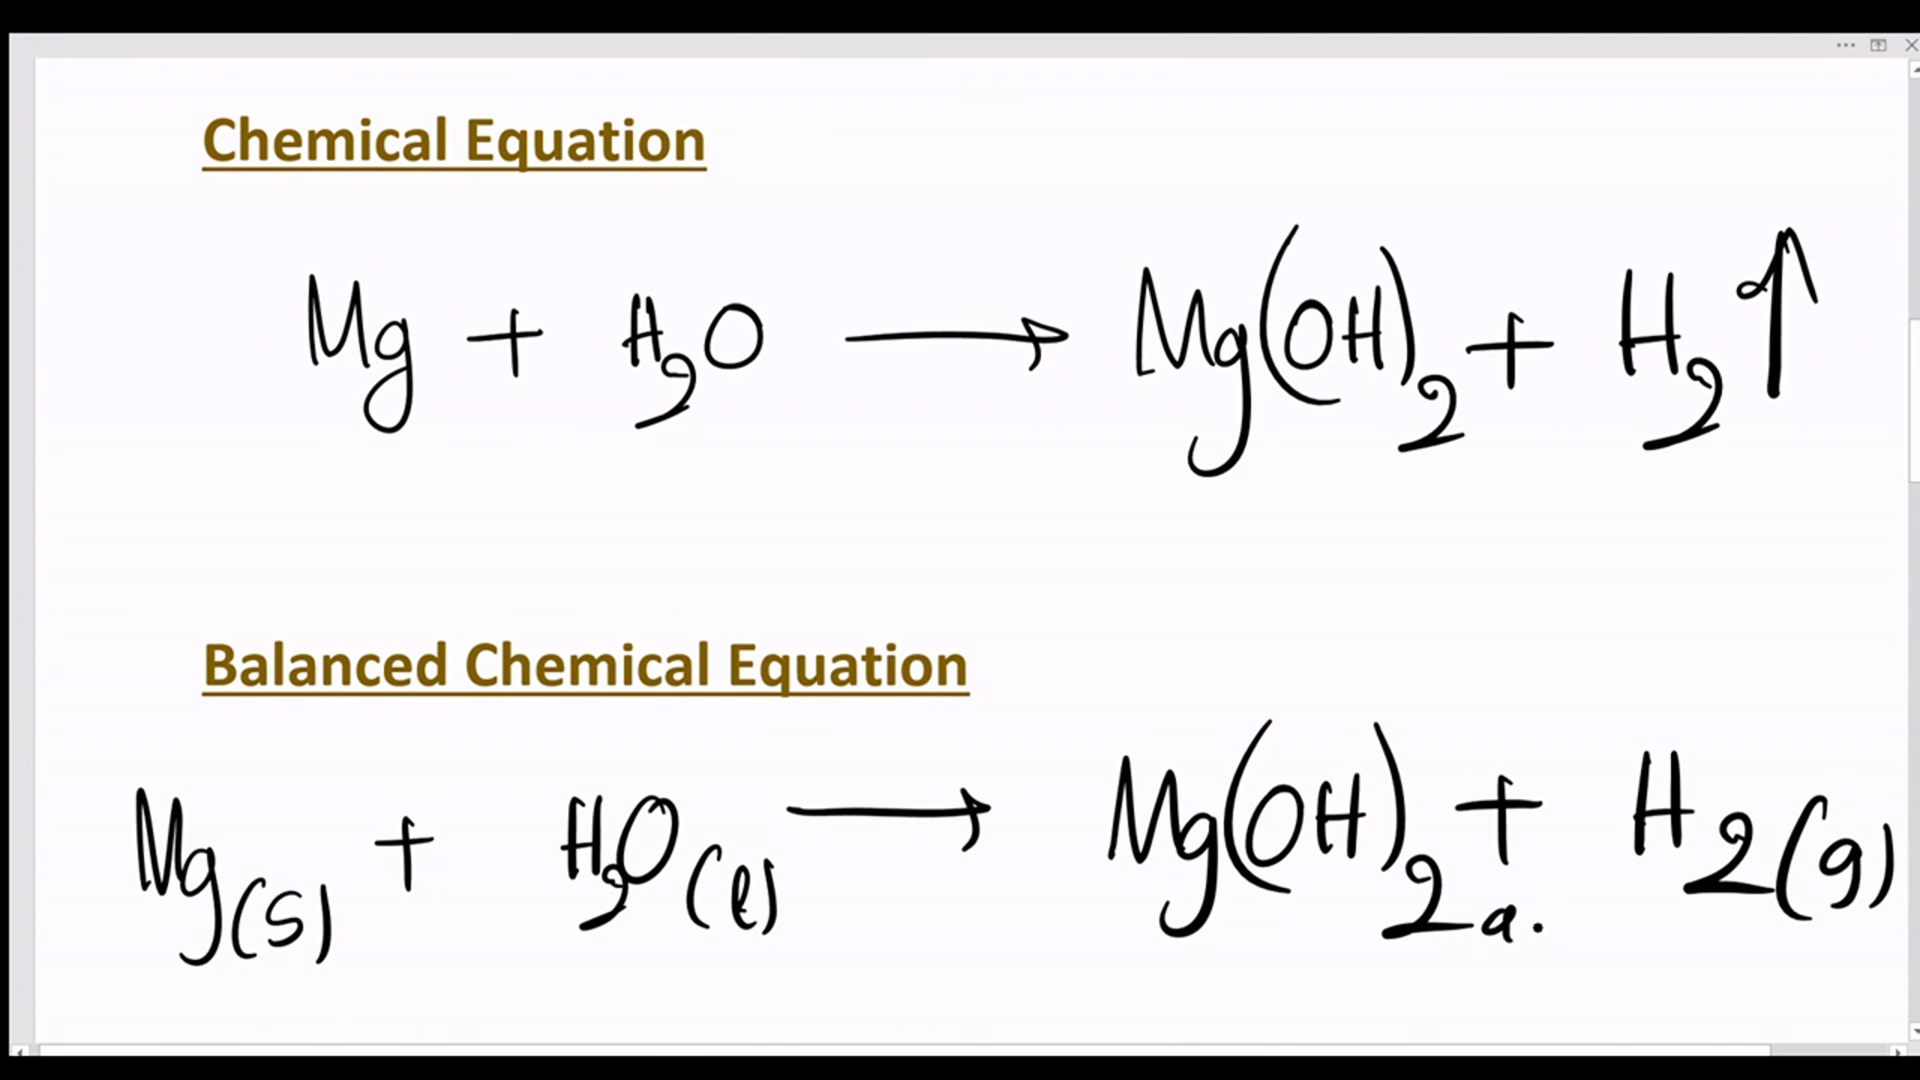 Chemical Equation
Mg + H₂O ⟶ Mg(OH)₂ + H₂↑
Balanced Chemical Equation
Mg(s) + H₂O(l) ⟶ Mg(OH)₂a. + H₂(g)